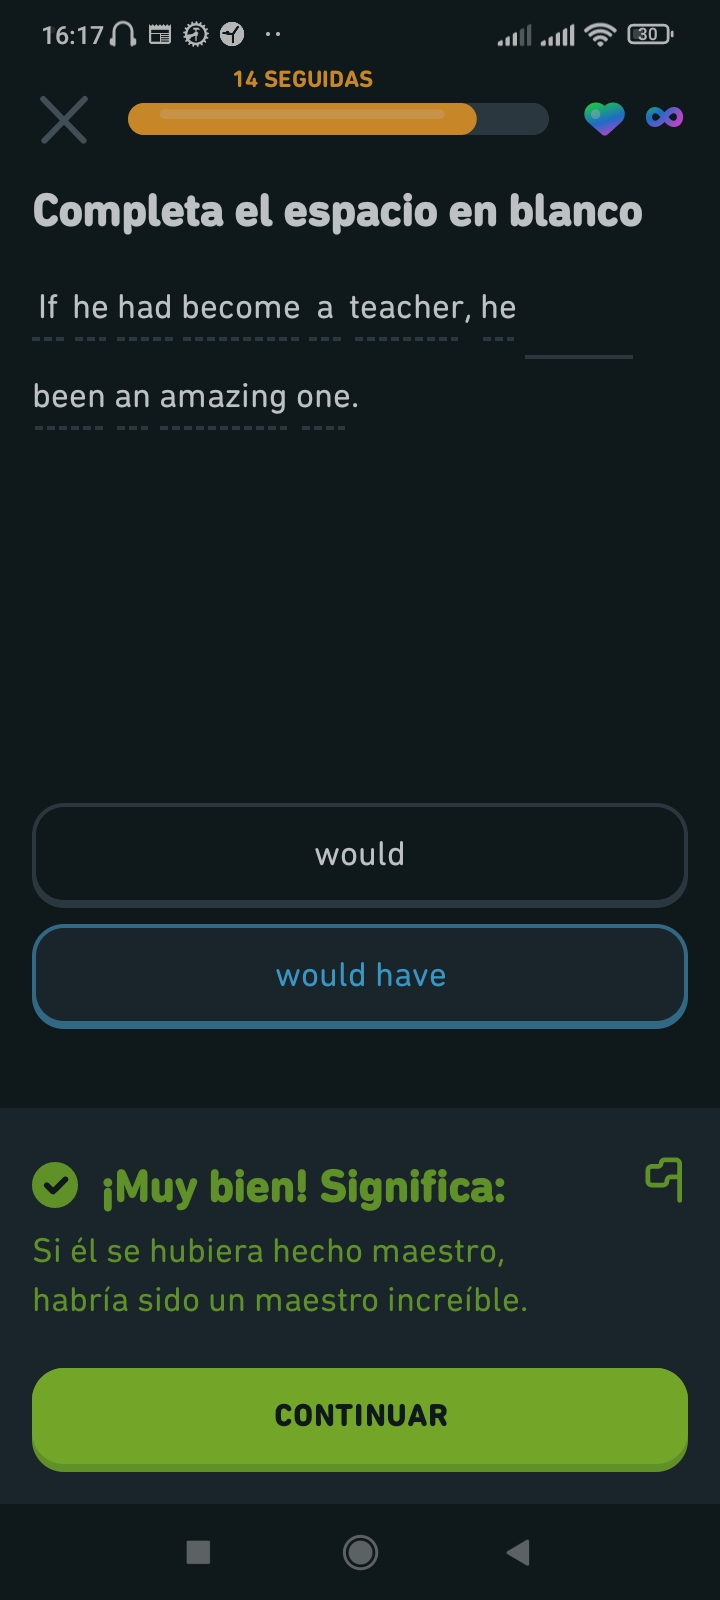 16:17
30
14 SEGUIDAS
Completa el espacio en blanco
If he had become a teacher, he
been an amazing one.
would
would have
¡Muy bien! Significa:
Si él se hubiera hecho maestro,
habría sido un maestro increíble.
CONTINUAR